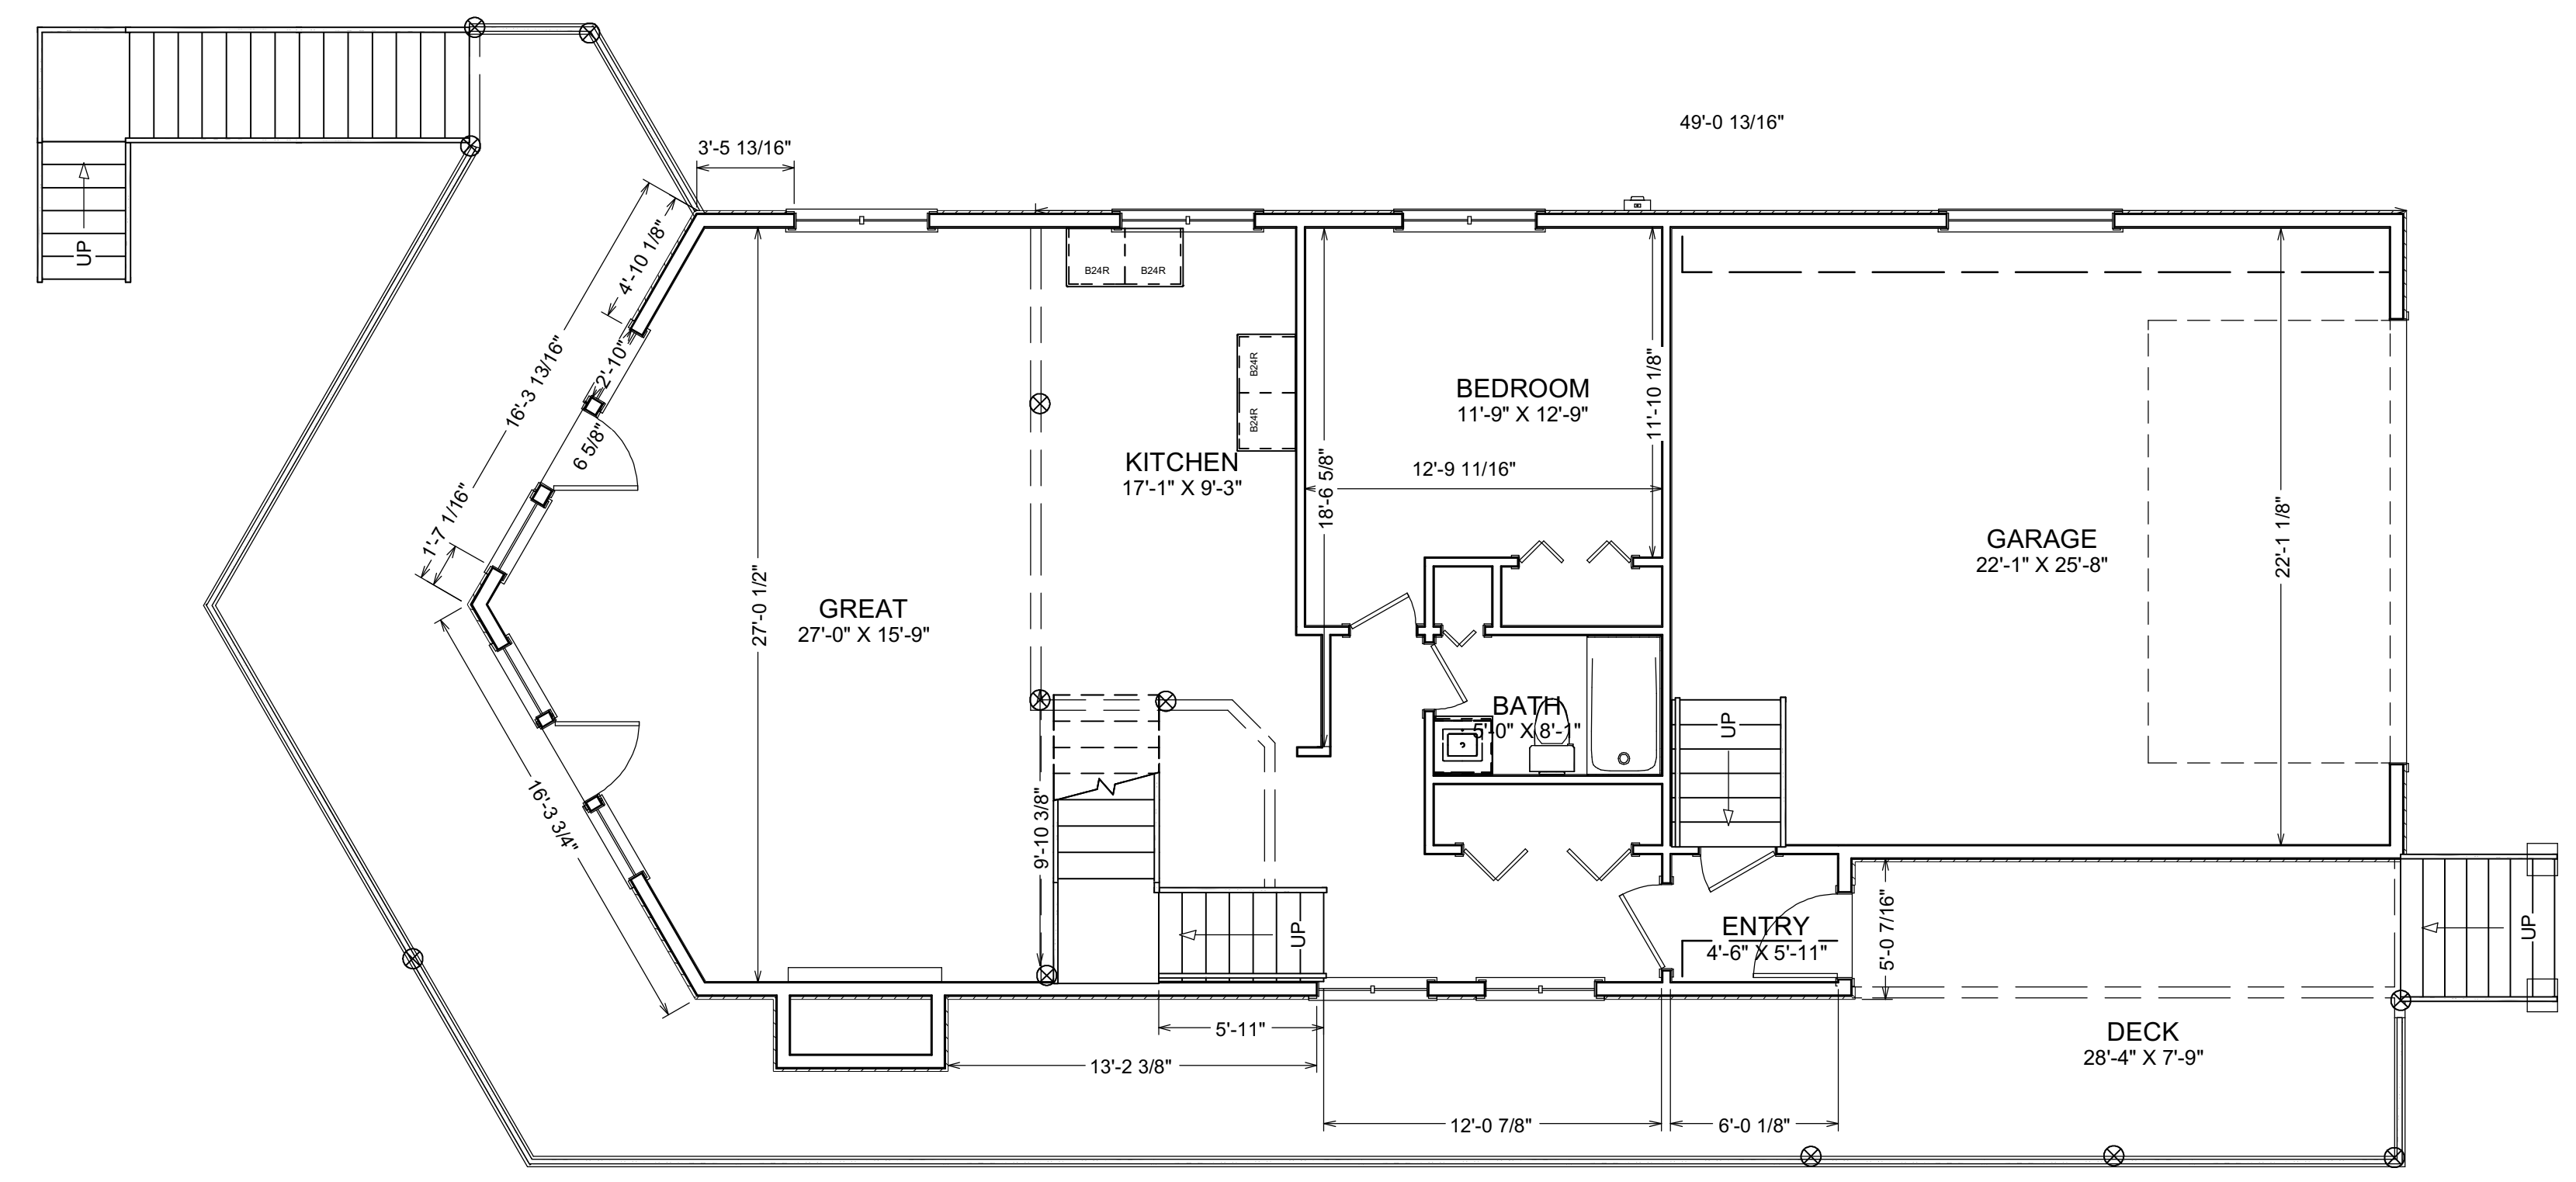 49'-0 13/16"
3'-5 13/16"
4'-10 1/8"
UP
B24R
B24R
2'-10"
16'-3 13/16"
B24R
B24R
BEDROOM
11'-9" X 12'-9"
11'-10 1/8"
6 5/8"
KITCHEN
17'-1" X 9'-3"
12'-9 11/16"
18'-6 5/8"
1'-7 1/16"
GARAGE
22'-1" X 25'-8"
22'-1 1/8"
GREAT
27'-0" X 15'-9"
27'-0 1/2"
BATH
5'-0" X 8'-1"
UP
16'-3 3/4"
9'-10 3/8"
UP
ENTRY
4'-6" X 5'-11"
5'-0 7/16"
UP
5'-11"
DECK
28'-4" X 7'-9"
13'-2 3/8"
12'-0 7/8"
6'-0 1/8"